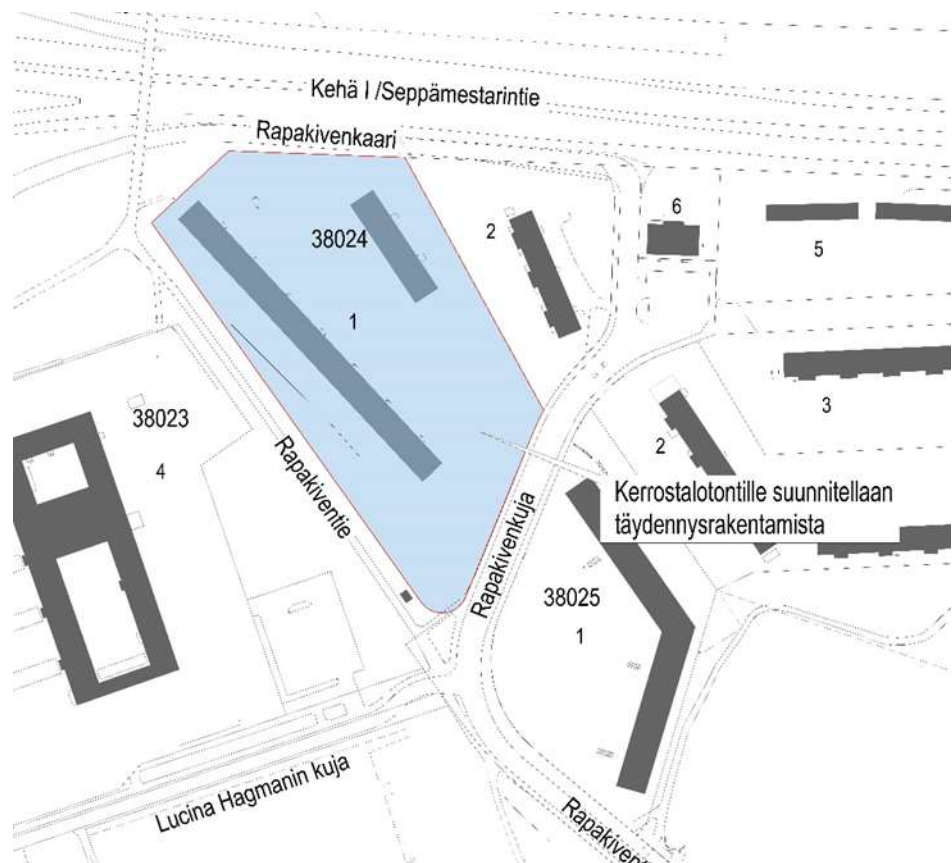 Kehä I /Seppämestarintie
Rapakivenkaari
6
2
38024
5
1
3
38023
2
4
Rapakiventie
Kerrostalotontille suunnitellaan
täydennysrakentamista
Rapakivenkuja
38025
1
Lucina Hagmanin kuja